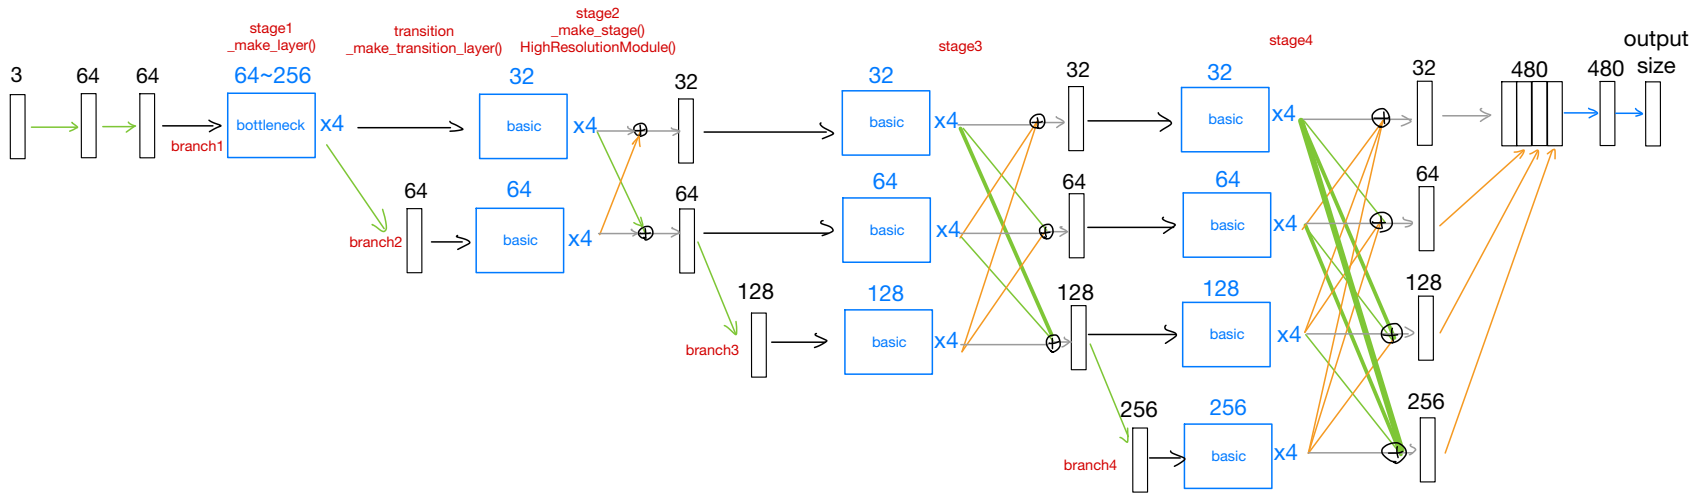 stage1
_make_layer()
transition
_make_transition_layer()
stage2
_make_stage()
HighResolutionModule()
stage3
stage4
output
size
3
64
64
64~256
32
32
32
32
32
32
480
480
bottleneck
x4
basic
x4
basic
x4
basic
x4
branch1
64
64
64
64
64
64
64
branch2
basic
x4
basic
x4
basic
x4
128
128
128
128
128
branch3
basic
x4
basic
x4
256
256
256
branch4
basic
x4